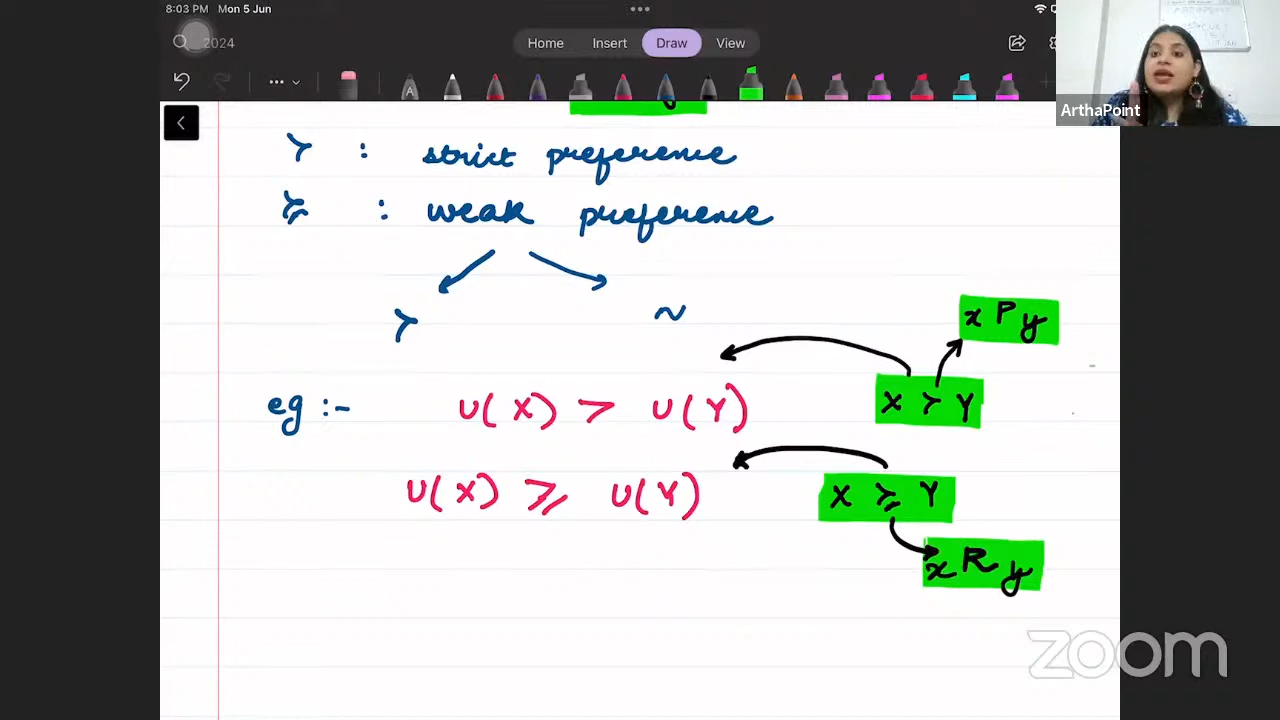 8:03 PM Mon 5 Jun
2024 Home Insert Draw View
ArthaPoint
A
≻ : strict preference
≽ : weak preference
≻ ~
x P y
eg :- U(X) > U(Y) X ≻ Y
U(X) ≥ U(Y) X ≽ Y
x R y
zoom